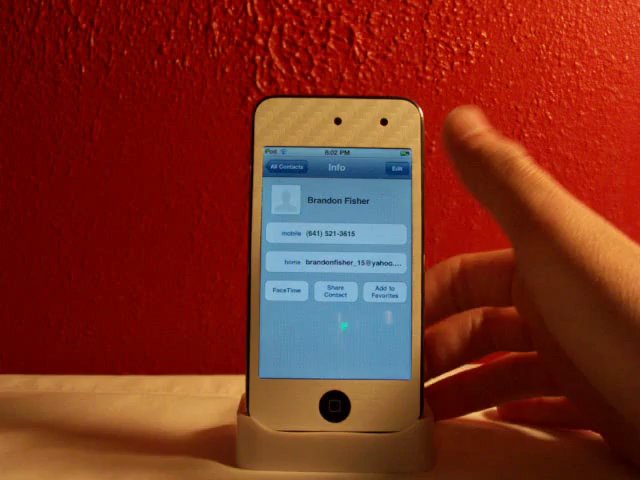 iPod 6:02 PM
All Contacts Info Edit
Brandon Fisher
mobile (641) 521-3615
home brandonfisher_15@yahoo....
FaceTime
Share
Contact
Add to
Favorites